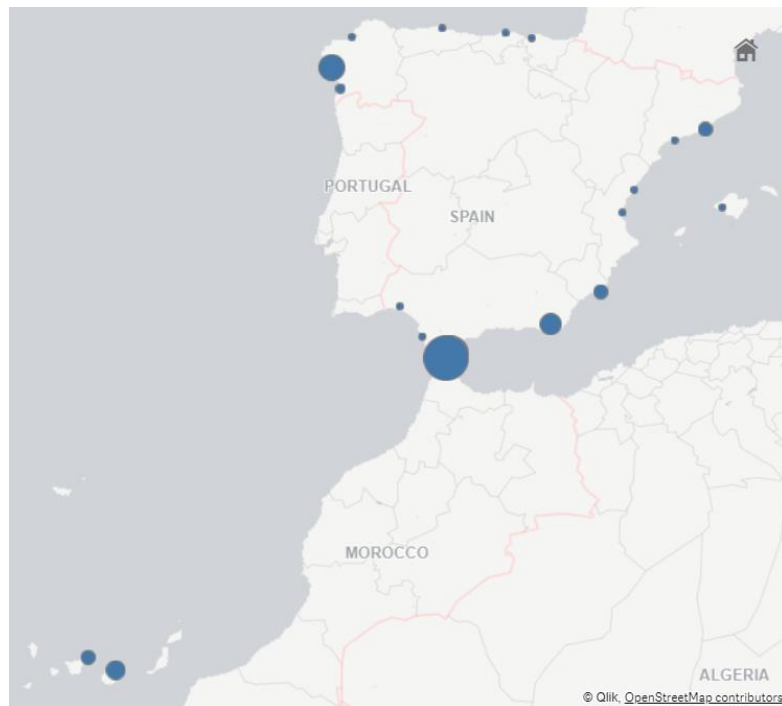 PORTUGAL
SPAIN
MOROCCO
ALGERIA
© Qlik, OpenStreetMap contributors